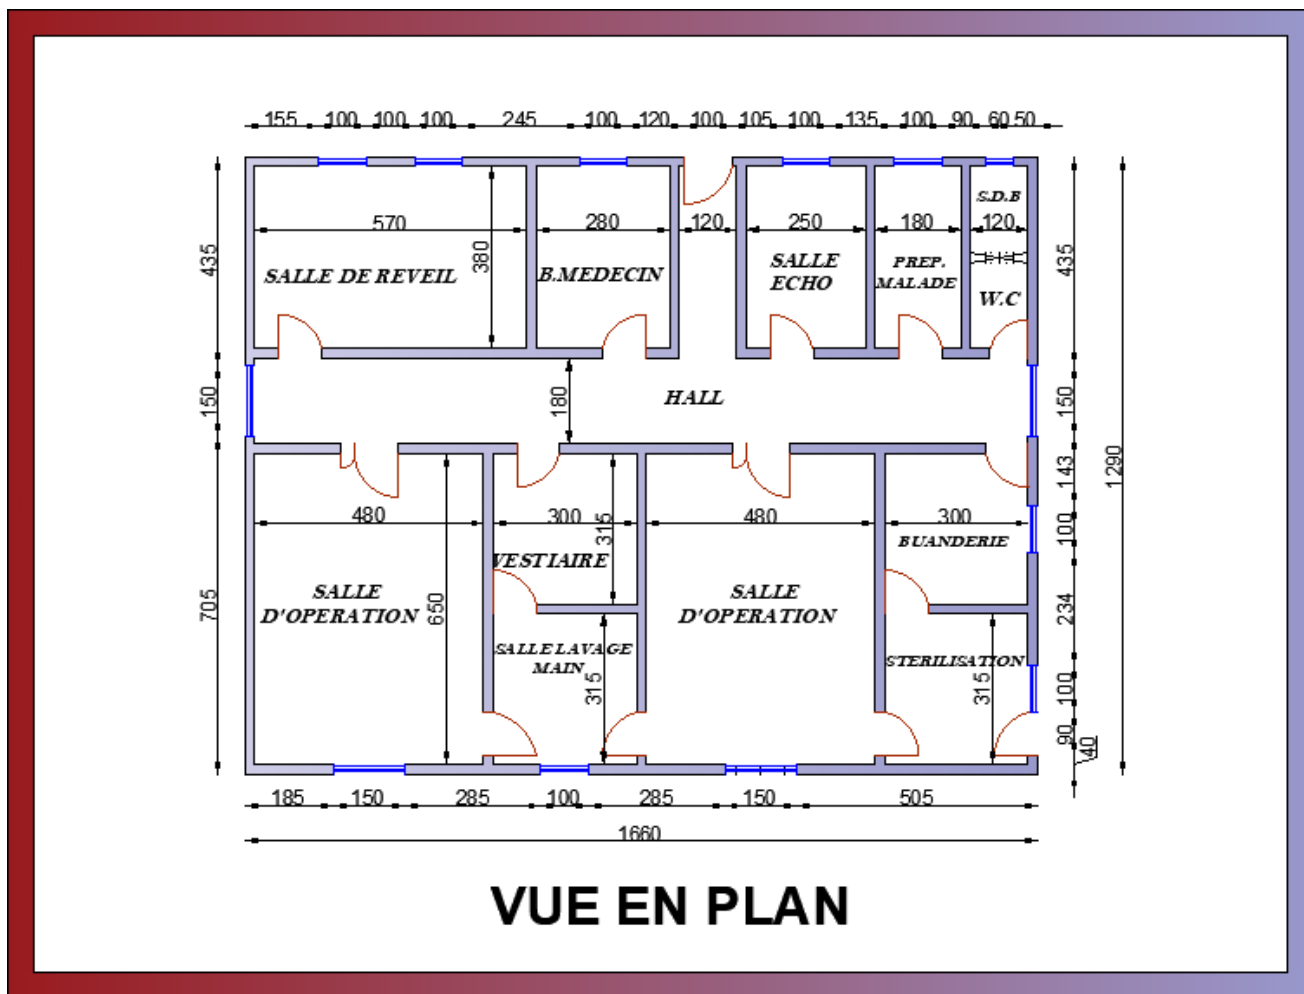 155 100 100 100 245 100 120 100 105 100 135 100 90 60 50
S.D.B
570 280 120 250 180 120
435 380 435
SALLE DE REVEIL B.MEDECIN SALLE ECHO PREP. MALADE W.C
150 180 HALL 150
1290
143
480 300 315 480 300
100
VESTIAIRE BUANDERIE
SALLE
D'OPERATION
SALLE
D'OPERATION
705 650 234
SALLE LAVAGE
MAIN
STERILISATION
315 315 100
90
40
185 150 285 100 285 150 505
1660
VUE EN PLAN